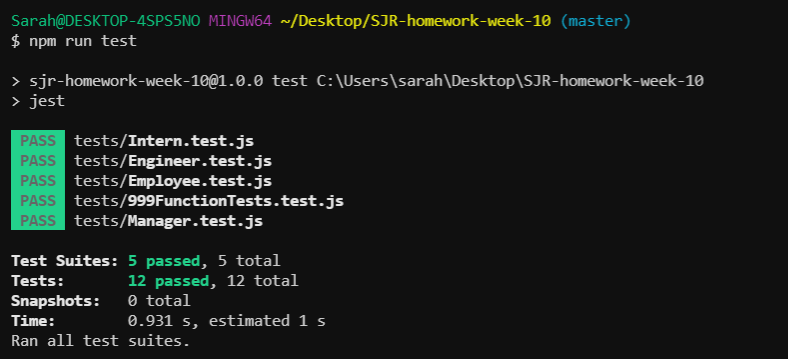 Sarah@DESKTOP-4SPS5NO MINGW64 ~/Desktop/SJR-homework-week-10 (master)
$ npm run test
> sjr-homework-week-10@1.0.0 test C:\Users\sarah\Desktop\SJR-homework-week-10
> jest
PASS tests/Intern.test.js
PASS tests/Engineer.test.js
PASS tests/Employee.test.js
PASS tests/999FunctionTests.test.js
PASS tests/Manager.test.js
Test Suites: 5 passed, 5 total
Tests:       12 passed, 12 total
Snapshots:   0 total
Time:        0.931 s, estimated 1 s
Ran all test suites.